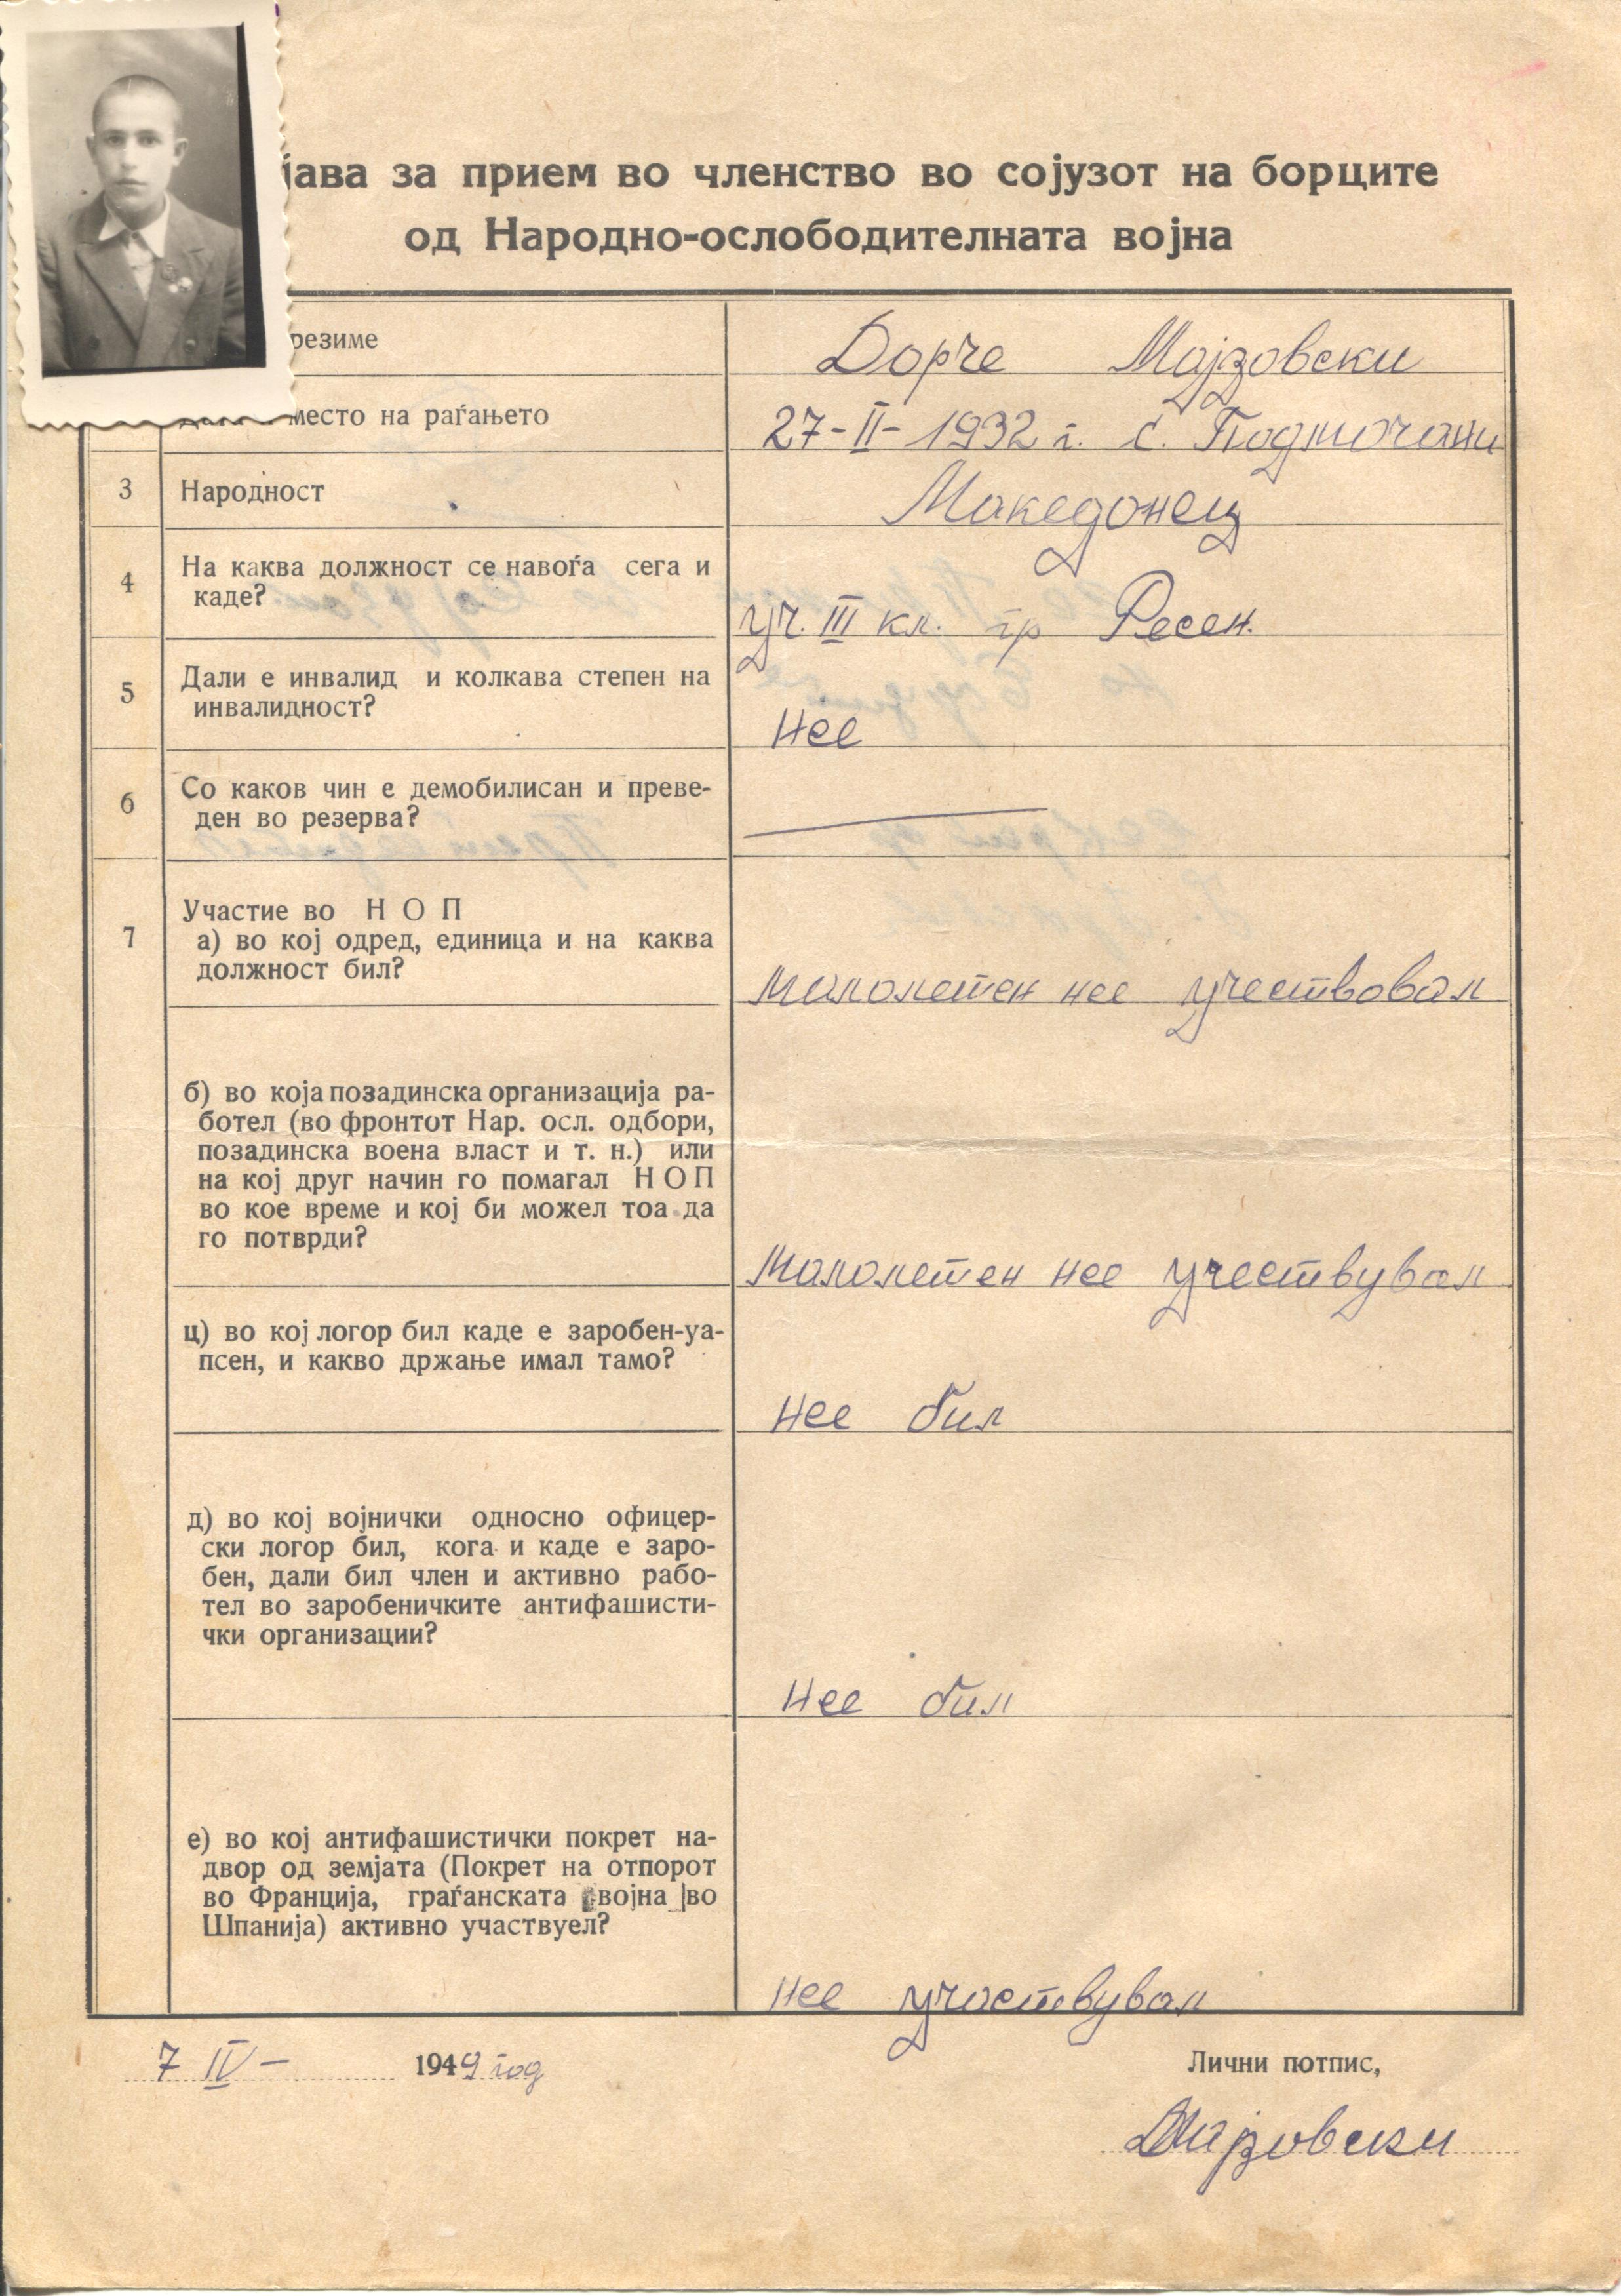 јава за прием во членство во сојузот на борците
од Народно-ослободителната војна
резиме
Дорче Мајзовски
место на раѓањето
27-II-1932 г. с. Подмочани
3 Народност
Македонец
4 На каква должност се навоѓа сега и
каде?
уч. III кл. гр Ресен.
5 Дали е инвалид и колкава степен на
инвалидност?
Нее
6 Со каков чин е демобилисан и преве-
ден во резерва?
7 Участие во Н О П
а) во кој одред, единица и на каква
должност бил?
Малолетен нее учествовал
б) во која позадинска организација ра-
ботел (во фронтот Нар. осл. одбори,
позадинска воена власт и т. н.) или
на кој друг начин го помагал Н О П
во кое време и кој би можел тоа да
го потврди?
Малолетен нее учествувал
ц) во кој логор бил каде е заробен-уа-
псен, и какво држање имал тамо?
Нее бил
д) во кој војнички односно офицер-
ски логор бил, кога и каде е заро-
бен, дали бил член и активно рабо-
тел во заробеничките антифашисти-
чки организации?
Нее бил
е) во кој антифашистички покрет на-
двор од земјата (Покрет на отпорот
во Франција, граѓанската војна во
Шпанија) активно участвуел?
Нее участвувал
7 IV- 1949 год
Лични потпис,
Мајзовски